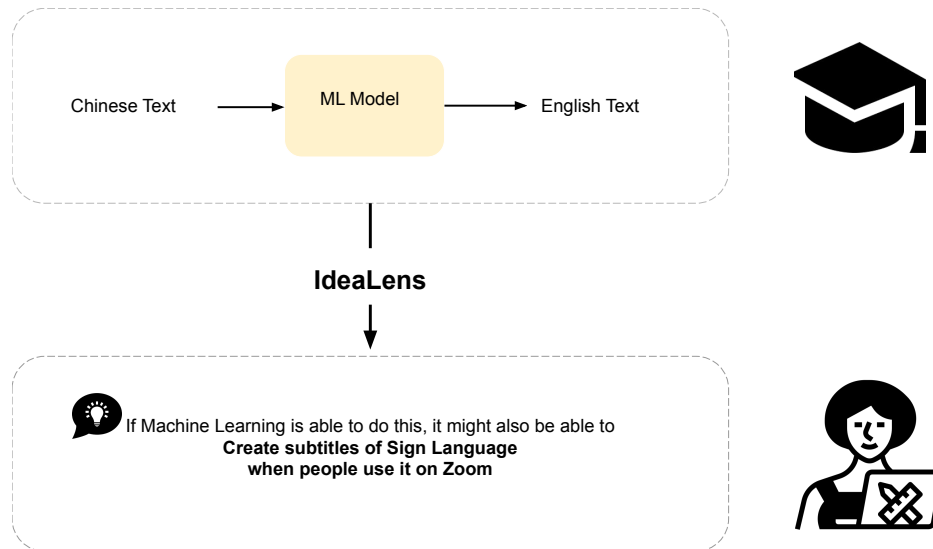 Chinese Text
ML Model
English Text
IdeaLens
If Machine Learning is able to do this, it might also be able to
Create subtitles of Sign Language
when people use it on Zoom